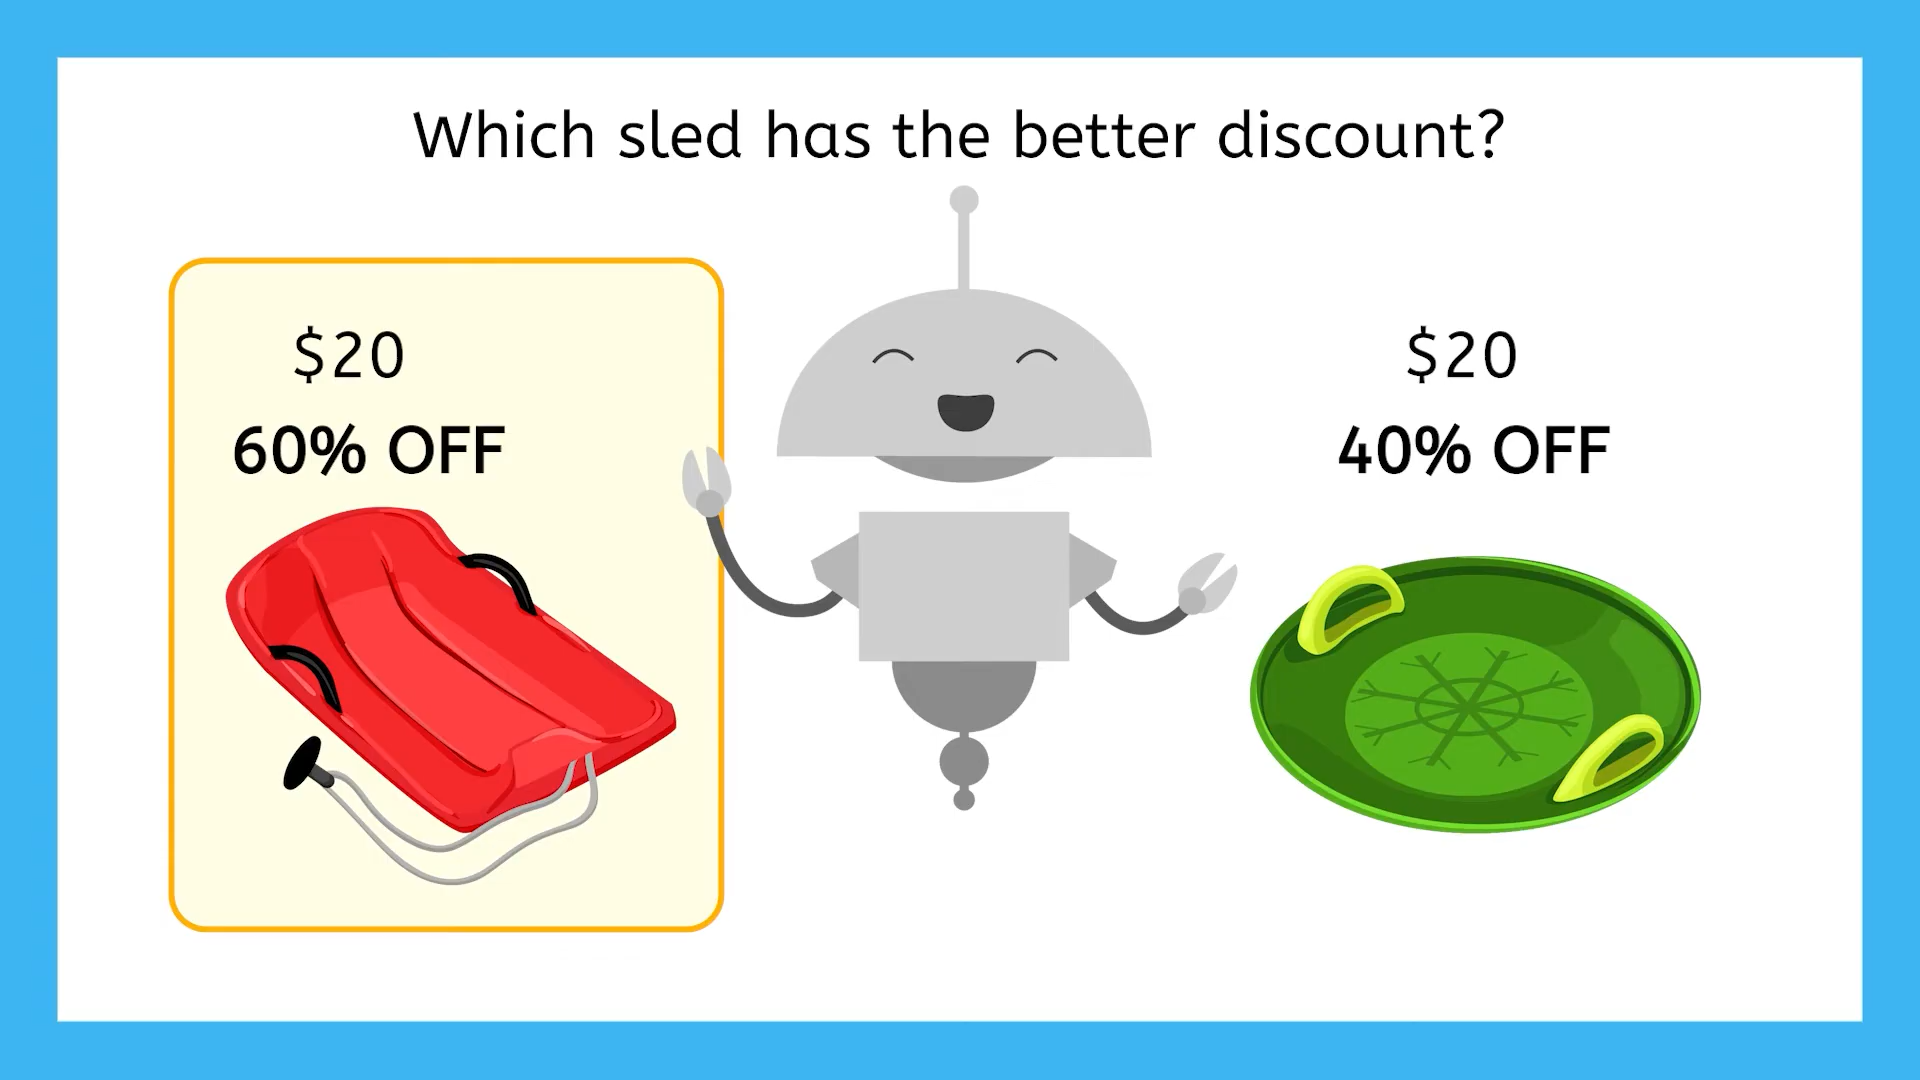 Which sled has the better discount?
$20
60% OFF
$20
40% OFF